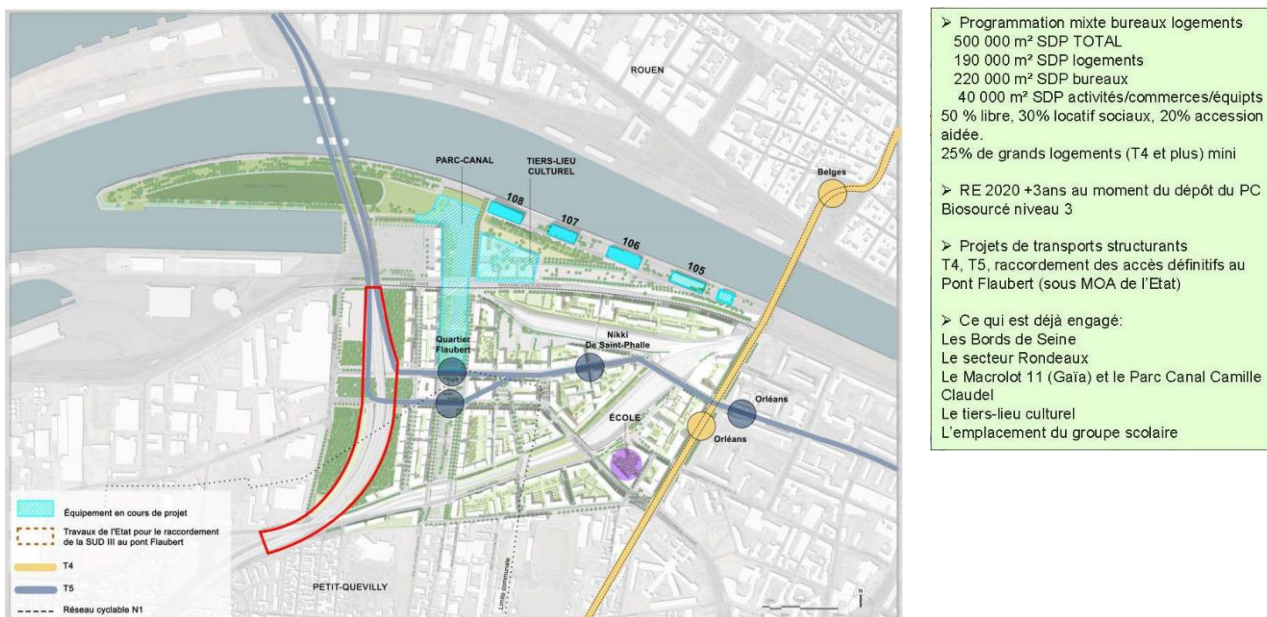 ROUEN
Belges
PARC-CANAL
TIERS-LIEU
CULTUREL
108
107
106
105
Quartier
Flaubert
Nikki
De Saint-Phalle
ÉCOLE
Orléans
Orléans
PETIT-QUEVILLY
Limite communale
Équipement en cours de projet
Travaux de l'Etat pour le raccordement
de la SUD III au pont Flaubert
T4
T5
Réseau cyclable N1
N
➢ Programmation mixte bureaux logements
500 000 m² SDP TOTAL
190 000 m² SDP logements
220 000 m² SDP bureaux
40 000 m² SDP activités/commerces/équipts
50 % libre, 30% locatif sociaux, 20% accession
aidée.
25% de grands logements (T4 et plus) mini
➢ RE 2020 +3ans au moment du dépôt du PC
Biosourcé niveau 3
➢ Projets de transports structurants
T4, T5, raccordement des accès définitifs au
Pont Flaubert (sous MOA de l'Etat)
➢ Ce qui est déjà engagé:
Les Bords de Seine
Le secteur Rondeaux
Le Macrolot 11 (Gaïa) et le Parc Canal Camille
Claudel
Le tiers-lieu culturel
L'emplacement du groupe scolaire